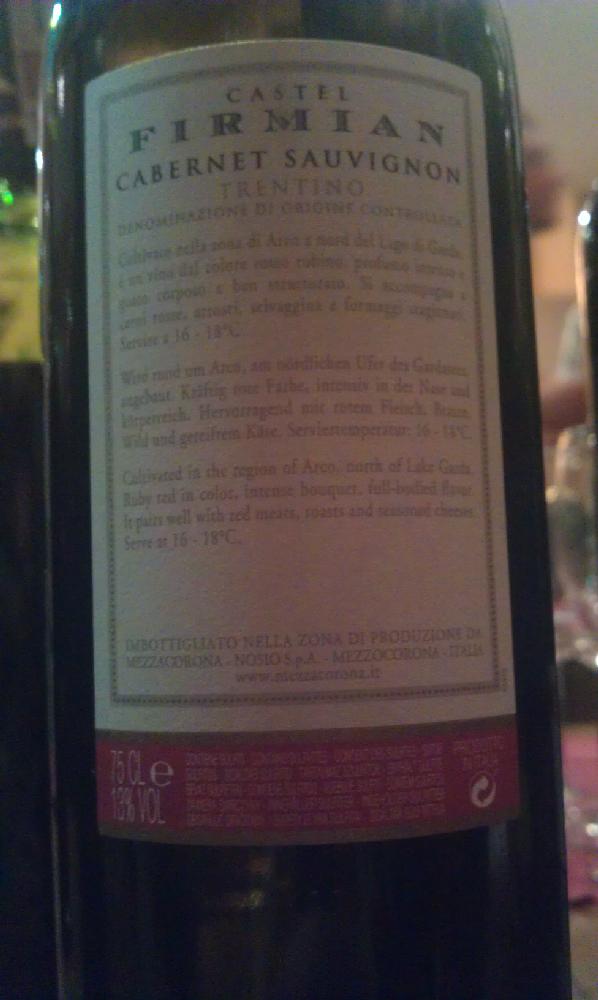 CASTEL
FIRMIAN
CABERNET SAUVIGNON
TRENTINO
DENOMINAZIONE DI ORIGINE CONTROLLATA
Coltivato nella zona di Arco a nord del Lago di Garda,
è un vino dal colore rosso rubino, profumo intenso e
gusto corposo e ben strutturato. Si accompagna a
carni rosse, arrosti, selvaggina e formaggi stagionati.
Servire a 16 - 18°C.
Wird rund um Arco, am nördlichen Ufer des Gardasees,
angebaut. Kräftig rote Farbe, intensiv in der Nase und
körperreich. Hervorragend mit rotem Fleisch, Braten,
Wild und gereiftem Käse. Serviertemperatur: 16 - 18°C.
Cultivated in the region of Arco, north of Lake Garda.
Ruby red in color, intense bouquet, full-bodied flavor.
It pairs well with red meats, roasts and seasoned cheeses.
Serve at 16 - 18°C.
IMBOTTIGLIATO NELLA ZONA DI PRODUZIONE DA
MEZZACORONA - NOSIO S.p.A. - MEZZOCORONA - ITALIA
www.mezzacorona.it
75 CL e
13% VOL